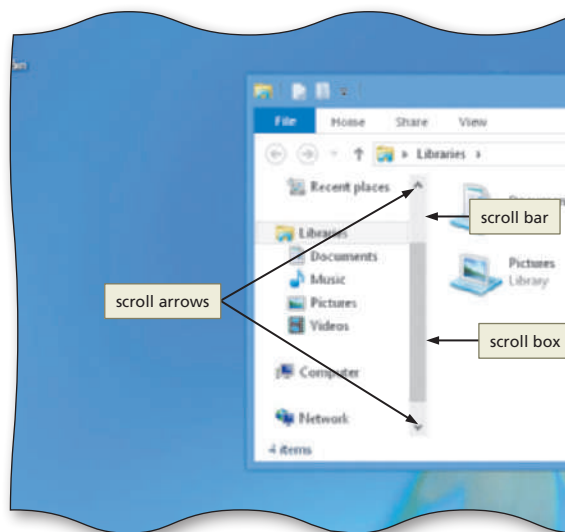 File Home Share View
Libraries
Recent places
scroll bar
Libraries
Documents
Pictures
Library
Music
scroll arrows
Pictures
Videos
scroll box
Computer
Network
4 items